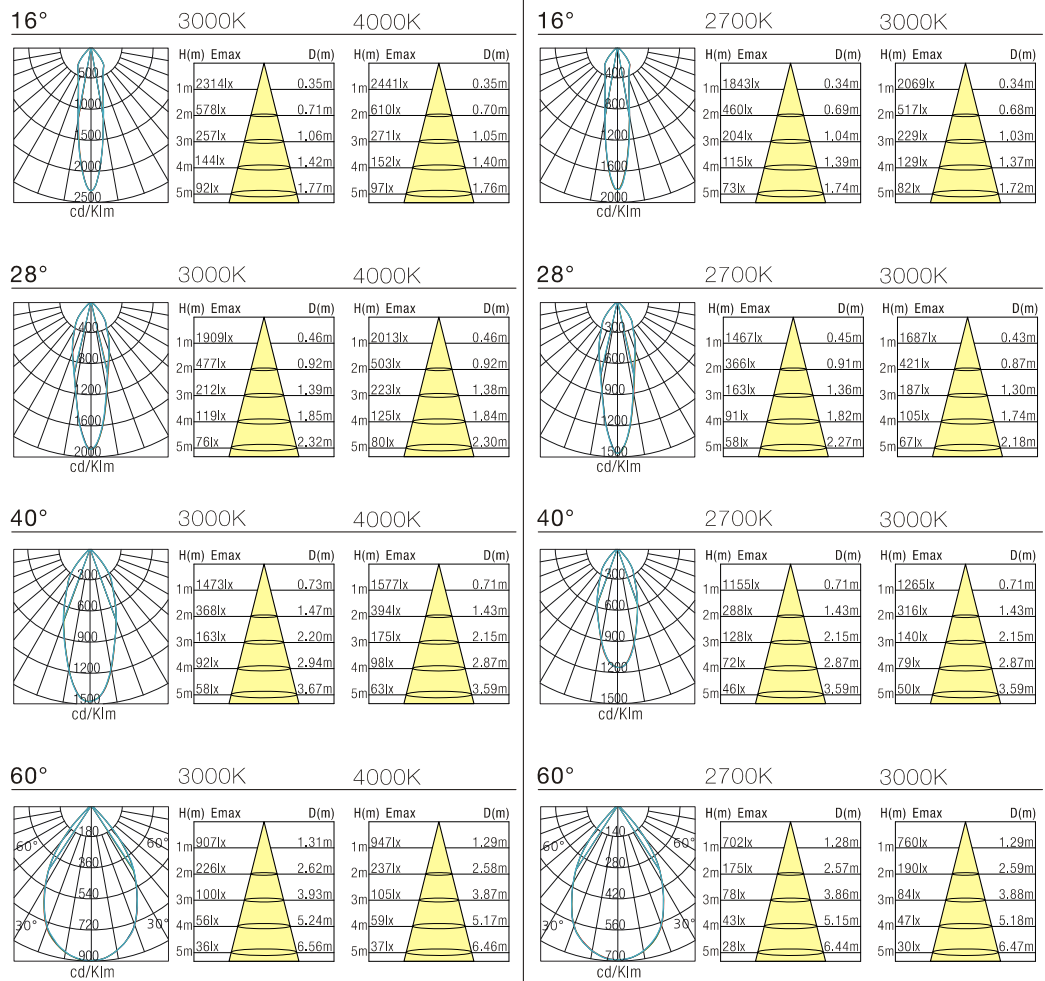 16° 3000K 4000K
H(m) Emax D(m) H(m) Emax D(m)
500
1000
1500
2000
2500
cd/Klm
1m 2314lx 0.35m 1m 2441lx 0.35m
2m 578lx 0.71m 2m 610lx 0.70m
3m 257lx 1.06m 3m 271lx 1.05m
4m 144lx 1.42m 4m 152lx 1.40m
5m 92lx 1.77m 5m 97lx 1.76m
28° 3000K 4000K
H(m) Emax D(m) H(m) Emax D(m)
400
800
1200
1600
2000
cd/Klm
1m 1909lx 0.46m 1m 2013lx 0.46m
2m 477lx 0.92m 2m 503lx 0.92m
3m 212lx 1.39m 3m 223lx 1.38m
4m 119lx 1.85m 4m 125lx 1.84m
5m 76lx 2.32m 5m 80lx 2.30m
40° 3000K 4000K
H(m) Emax D(m) H(m) Emax D(m)
300
600
900
1200
1500
cd/Klm
1m 1473lx 0.73m 1m 1577lx 0.71m
2m 368lx 1.47m 2m 394lx 1.43m
3m 163lx 2.20m 3m 175lx 2.15m
4m 92lx 2.94m 4m 98lx 2.87m
5m 58lx 3.67m 5m 63lx 3.59m
60° 3000K 4000K
H(m) Emax D(m) H(m) Emax D(m)
180
60° 60°
360
540
30° 720 30°
900
cd/Klm
1m 907lx 1.31m 1m 947lx 1.29m
2m 226lx 2.62m 2m 237lx 2.58m
3m 100lx 3.93m 3m 105lx 3.87m
4m 56lx 5.24m 4m 59lx 5.17m
5m 36lx 6.56m 5m 37lx 6.46m
16° 2700K 3000K
H(m) Emax D(m) H(m) Emax D(m)
400
800
1200
1600
2000
cd/Klm
1m 1843lx 0.34m 1m 2069lx 0.34m
2m 460lx 0.69m 2m 517lx 0.68m
3m 204lx 1.04m 3m 229lx 1.03m
4m 115lx 1.39m 4m 129lx 1.37m
5m 73lx 1.74m 5m 82lx 1.72m
28° 2700K 3000K
H(m) Emax D(m) H(m) Emax D(m)
300
600
900
1200
1500
cd/Klm
1m 1467lx 0.45m 1m 1687lx 0.43m
2m 366lx 0.91m 2m 421lx 0.87m
3m 163lx 1.36m 3m 187lx 1.30m
4m 91lx 1.82m 4m 105lx 1.74m
5m 58lx 2.27m 5m 67lx 2.18m
40° 2700K 3000K
H(m) Emax D(m) H(m) Emax D(m)
300
600
900
1200
1500
cd/Klm
1m 1155lx 0.71m 1m 1265lx 0.71m
2m 288lx 1.43m 2m 316lx 1.43m
3m 128lx 2.15m 3m 140lx 2.15m
4m 72lx 2.87m 4m 79lx 2.87m
5m 46lx 3.59m 5m 50lx 3.59m
60° 2700K 3000K
H(m) Emax D(m) H(m) Emax D(m)
140
60° 60°
280
420
30° 560 30°
700
cd/Klm
1m 702lx 1.28m 1m 760lx 1.29m
2m 175lx 2.57m 2m 190lx 2.59m
3m 78lx 3.86m 3m 84lx 3.88m
4m 43lx 5.15m 4m 47lx 5.18m
5m 28lx 6.44m 5m 30lx 6.47m